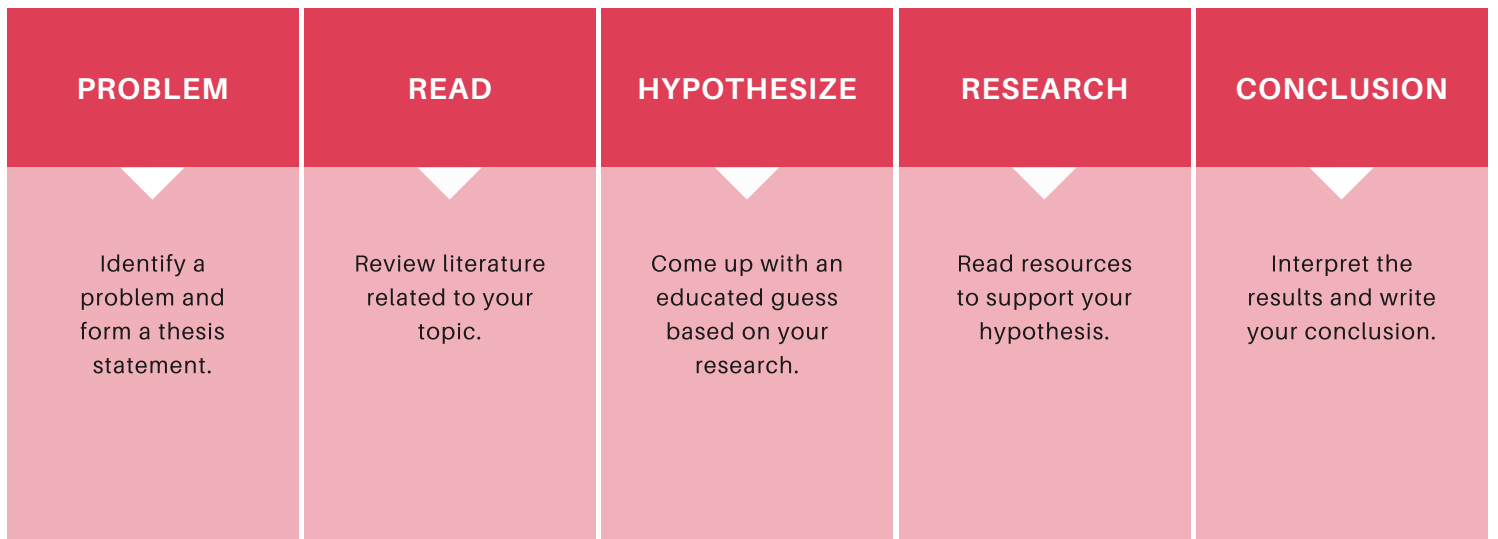 PROBLEM
Identify a
problem and
form a thesis
statement.
READ
Review literature
related to your
topic.
HYPOTHESIZE
Come up with an
educated guess
based on your
research.
RESEARCH
Read resources
to support your
hypothesis.
CONCLUSION
Interpret the
results and write
your conclusion.